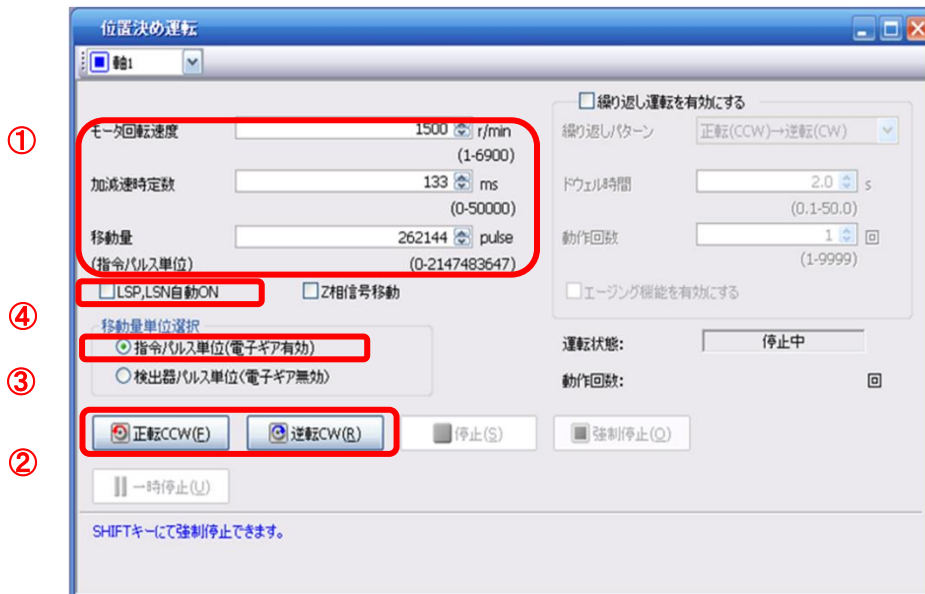 位置決め運転
軸1
① モータ回転速度 1500 r/min
(1-6900)
加減速時定数 133 ms
(0-50000)
移動量 262144 pulse
(指令パルス単位) (0-2147483647)
④ LSP,LSN自動ON Z相信号移動
移動量単位選択
指令パルス単位(電子ギア有効)
③ 検出器パルス単位(電子ギア無効)
繰り返し運転を有効にする
繰り返しパターン 正転(CCW)→逆転(CW)
ドウェル時間 2.0 s
(0.1-50.0)
動作回数 1 回
(1-9999)
エージング機能を有効にする
運転状態: 停止中
動作回数: 回
② 正転CCW(F) 逆転CW(R) 停止(S) 強制停止(O)
一時停止(U)
SHIFTキーにて強制停止できます。